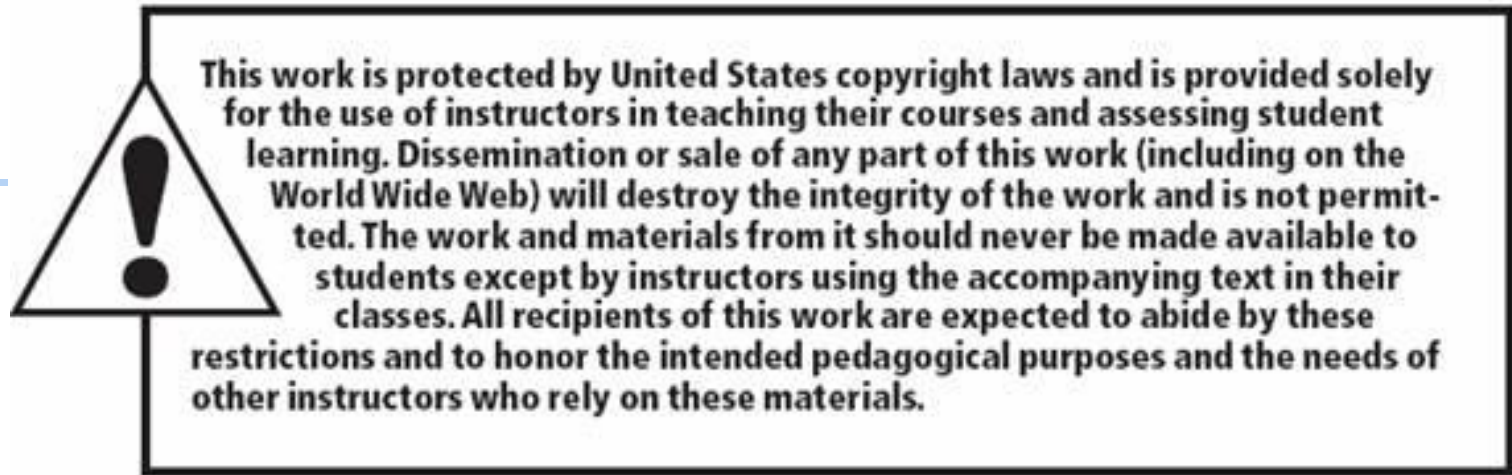 This work is protected by United States copyright laws and is provided solely
for the use of instructors in teaching their courses and assessing student
learning. Dissemination or sale of any part of this work (including on the
World Wide Web) will destroy the integrity of the work and is not permit-
ted. The work and materials from it should never be made available to
students except by instructors using the accompanying text in their
classes. All recipients of this work are expected to abide by these
restrictions and to honor the intended pedagogical purposes and the needs of
other instructors who rely on these materials.